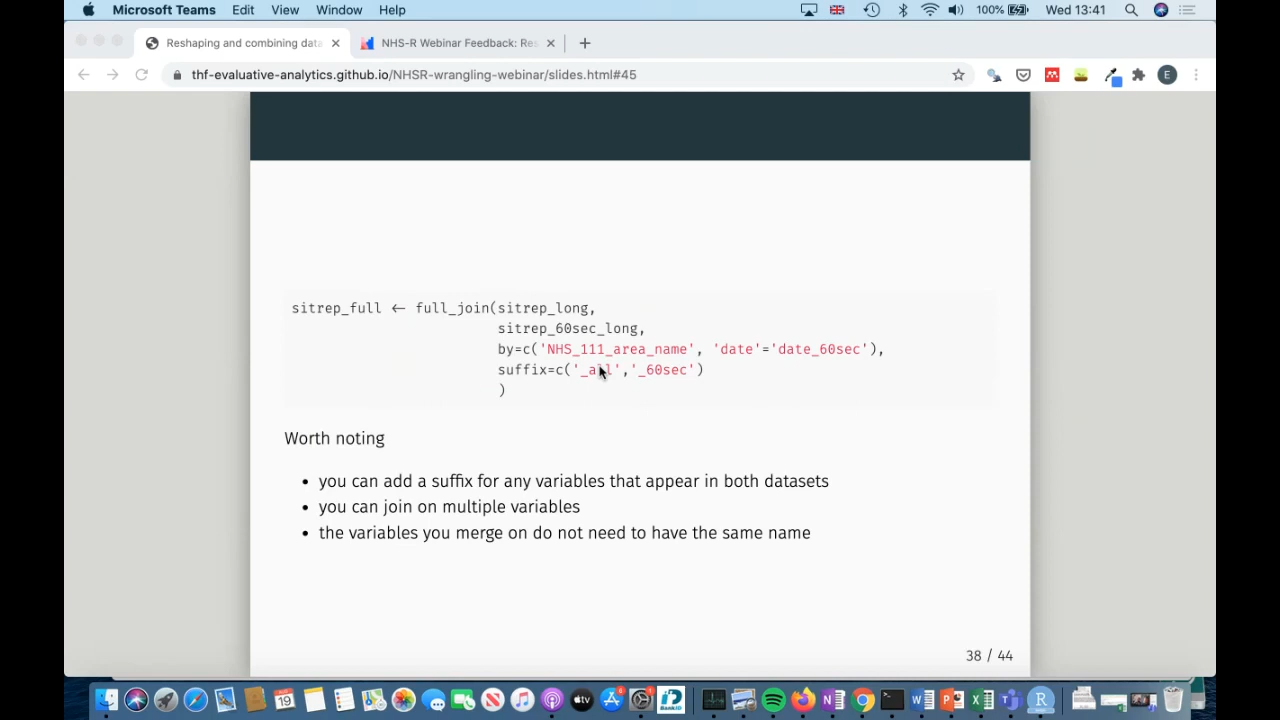 Microsoft Teams Edit View Window Help 100% Wed 13:41
Reshaping and combining data NHS-R Webinar Feedback: Res
thf-evaluative-analytics.github.io/NHSR-wrangling-webinar/slides.html#45 E
sitrep_full ← full_join(sitrep_long,
sitrep_60sec_long,
by=c('NHS_111_area_name', 'date'='date_60sec'),
suffix=c('_all','_60sec')
)
Worth noting
• you can add a suffix for any variables that appear in both datasets
• you can join on multiple variables
• the variables you merge on do not need to have the same name
38 / 44